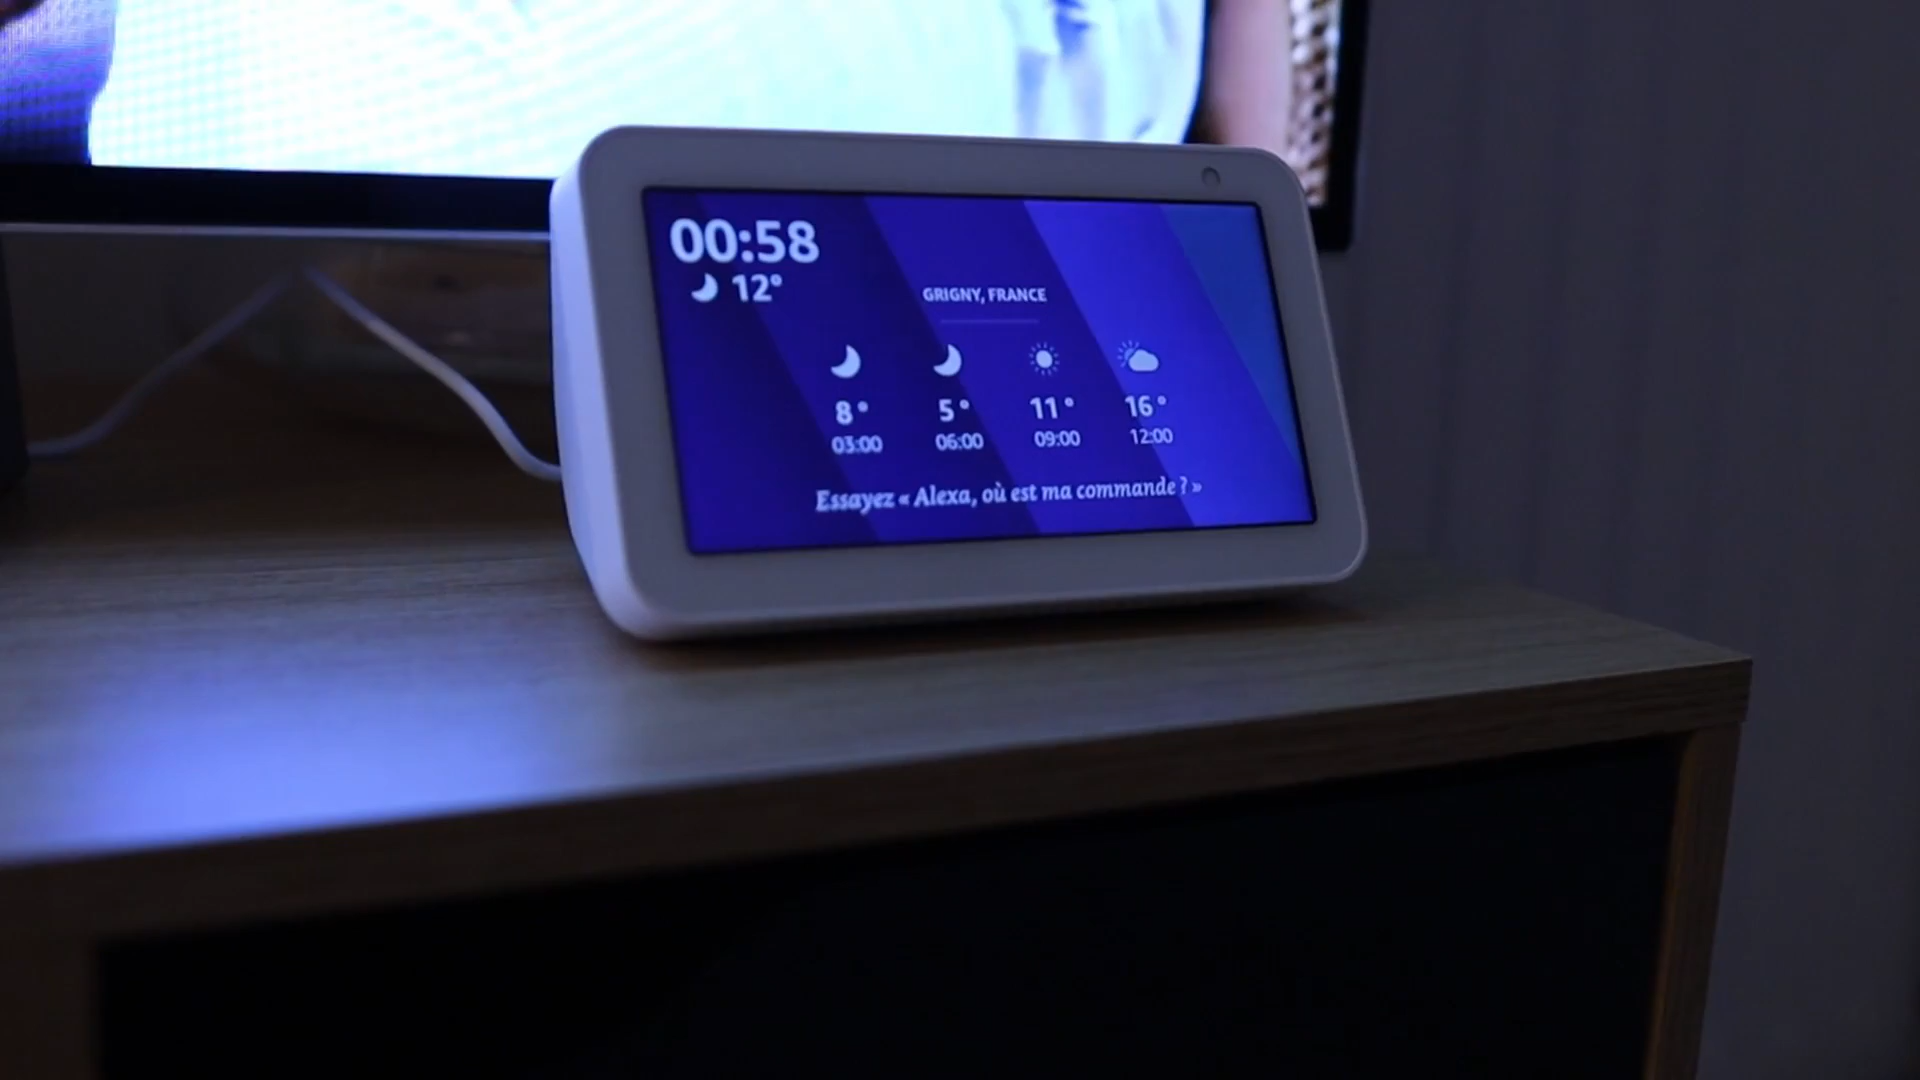 00:58
12°
GRIGNY, FRANCE
8° 5° 11° 16°
03:00 06:00 09:00 12:00
Essayez « Alexa, où est ma commande ? »